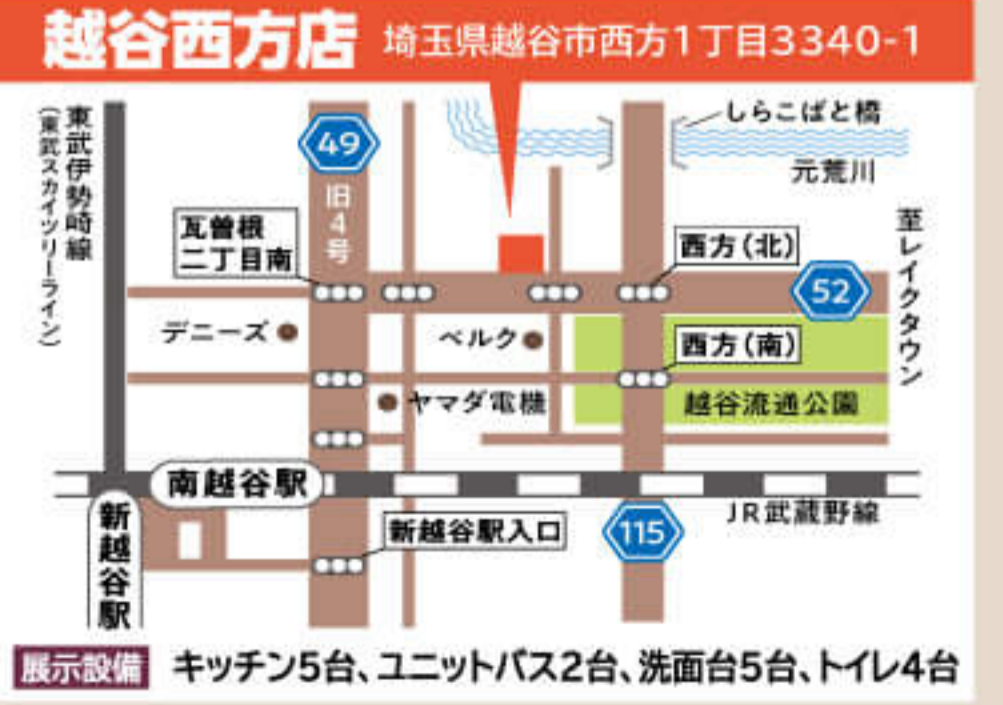 越谷西方店 埼玉県越谷市西方1丁目3340-1
東武伊勢崎線
(東武スカイツリーライン)
49
旧4号
しらこばと橋
元荒川
瓦曽根
二丁目南
西方(北)
52
至レイクタウン
デニーズ
ベルク
西方(南)
ヤマダ電機
越谷流通公園
南越谷駅
JR武蔵野線
新越谷駅
新越谷駅入口
115
展示設備 キッチン5台、ユニットバス2台、洗面台5台、トイレ4台